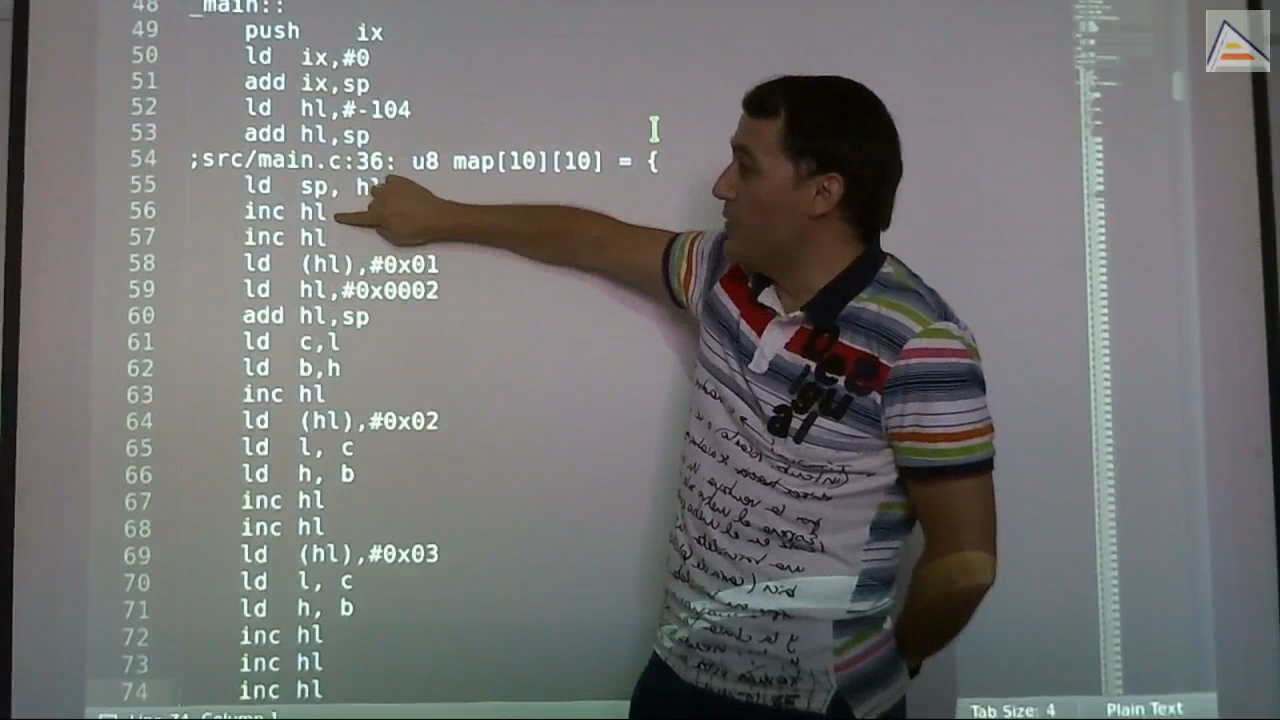 48 _main::
49 push ix
50 ld ix,#0
51 add ix,sp
52 ld hl,#-104
53 add hl,sp
54 ;src/main.c:36: u8 map[10][10] = {
55 ld sp, hl
56 inc hl
57 inc hl
58 ld (hl),#0x01
59 ld hl,#0x0002
60 add hl,sp
61 ld c,l
62 ld b,h
63 inc hl
64 ld (hl),#0x02
65 ld l, c
66 ld h, b
67 inc hl
68 inc hl
69 ld (hl),#0x03
70 ld l, c
71 ld h, b
72 inc hl
73 inc hl
74 inc hl
Line 74, Column 1
Tab Size: 4
Plain Text